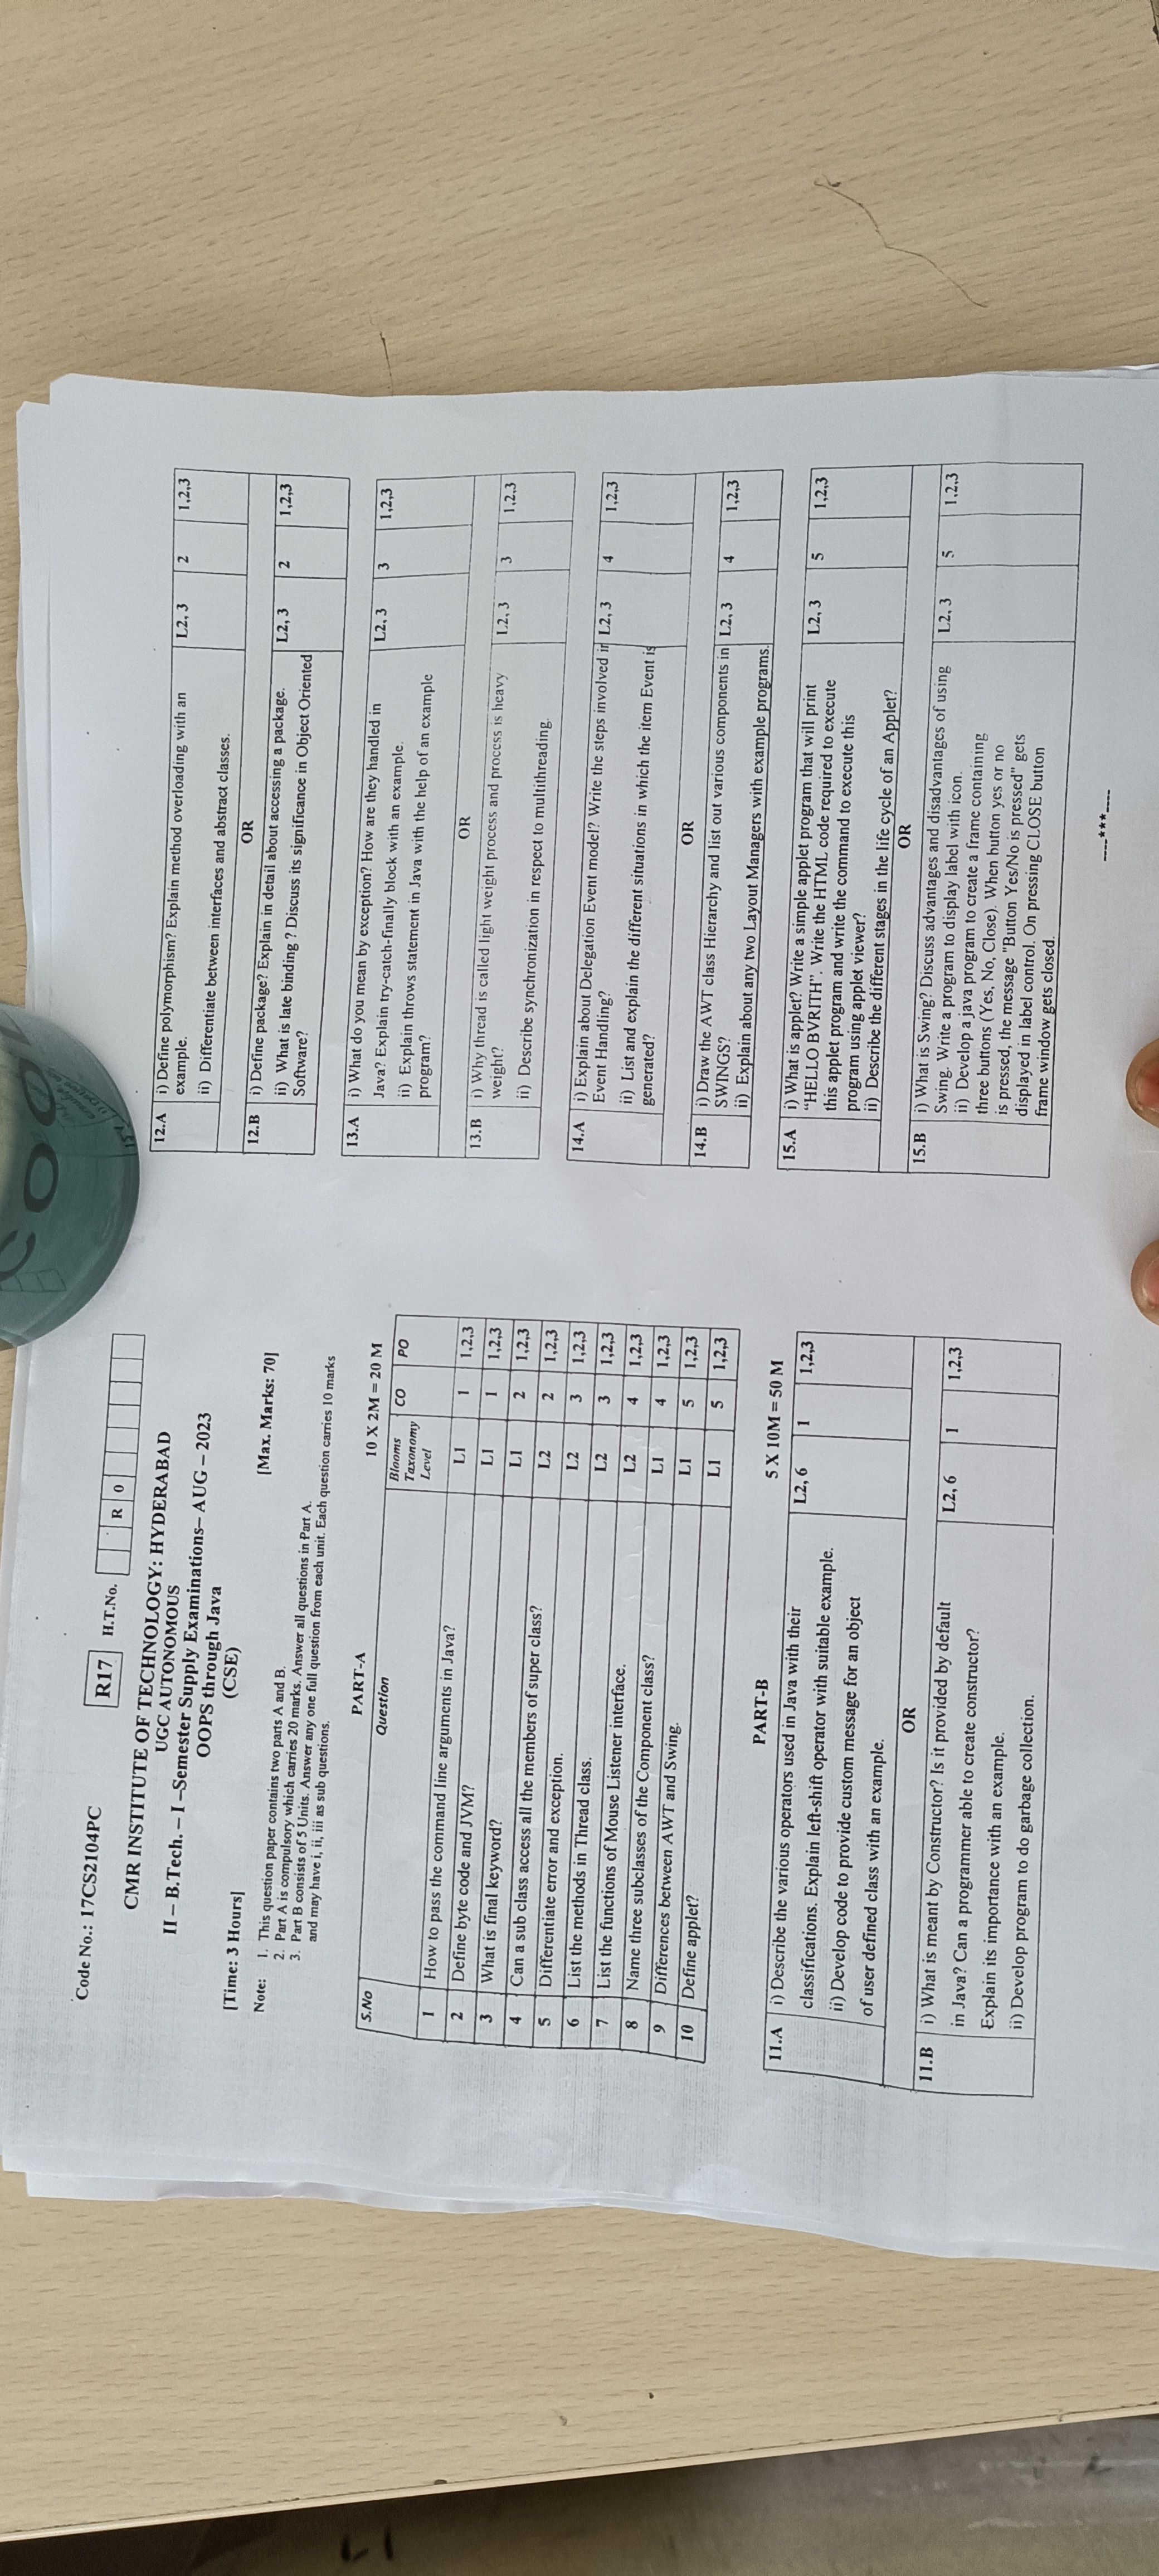 Code No.: 17CS2104PC
R17
H.T.No.
R 0
CMR INSTITUTE OF TECHNOLOGY: HYDERABAD
UGC AUTONOMOUS
II – B.Tech. – I –Semester Supply Examinations– AUG – 2023
OOPS through Java
(CSE)
[Time: 3 Hours] [Max. Marks: 70]
Note: 1. This question paper contains two parts A and B.
2. Part A is compulsory which carries 20 marks. Answer all questions in Part A.
3. Part B consists of 5 Units. Answer any one full question from each unit. Each question carries 10 marks
and may have i, ii, iii as sub questions.
PART-A
10 X 2M = 20 M
S.No Question Blooms Taxonomy Level CO PO
1 How to pass the command line arguments in Java? L1 1 1,2,3
2 Define byte code and JVM? L1 1 1,2,3
3 What is final keyword? L1 2 1,2,3
4 Can a sub class access all the members of super class? L2 2 1,2,3
5 Differentiate error and exception. L2 3 1,2,3
6 List the methods in Thread class. L2 3 1,2,3
7 List the functions of Mouse Listener interface. L2 4 1,2,3
8 Name three subclasses of the Component class? L1 4 1,2,3
9 Differences between AWT and Swing. L1 5 1,2,3
10 Define applet? L1 5 1,2,3
PART-B
5 X 10M = 50 M
11.A i) Describe the various operators used in Java with their L2, 6 1 1,2,3
classifications. Explain left-shift operator with suitable example.
ii) Develop code to provide custom message for an object
of user defined class with an example.
OR
11.B i) What is meant by Constructor? Is it provided by default L2, 6 1 1,2,3
in Java? Can a programmer able to create constructor?
Explain its importance with an example.
ii) Develop program to do garbage collection.
12.A i) Define polymorphism? Explain method overloading with an L2, 3 2 1,2,3
example.
ii) Differentiate between interfaces and abstract classes.
OR
12.B i) Define package? Explain in detail about accessing a package. L2, 3 2 1,2,3
ii) What is late binding ? Discuss its significance in Object Oriented
Software?
13.A i) What do you mean by exception? How are they handled in L2, 3 3 1,2,3
Java? Explain try-catch-finally block with an example.
ii) Explain throws statement in Java with the help of an example
program?
OR
13.B i) Why thread is called light weight process and process is heavy L2, 3 3 1,2,3
weight?
ii) Describe synchronization in respect to multithreading.
14.A i) Explain about Delegation Event model? Write the steps involved in L2, 3 4 1,2,3
Event Handling?
ii) List and explain the different situations in which the item Event is
generated?
OR
14.B i) Draw the AWT class Hierarchy and list out various components in L2, 3 4 1,2,3
SWINGS?
ii) Explain about any two Layout Managers with example programs.
15.A i) What is applet? Write a simple applet program that will print L2, 3 5 1,2,3
“HELLO BVRITH”. Write the HTML code required to execute
this applet program and write the command to execute this
program using applet viewer?
ii) Describe the different stages in the life cycle of an Applet?
OR
15.B i) What is Swing? Discuss advantages and disadvantages of using L2, 3 5 1,2,3
Swing. Write a program to display label with icon.
ii) Develop a java program to create a frame containing
three buttons (Yes, No, Close). When button yes or no
is pressed, the message "Button Yes/No is pressed" gets
displayed in label control. On pressing CLOSE button
frame window gets closed.
----***----